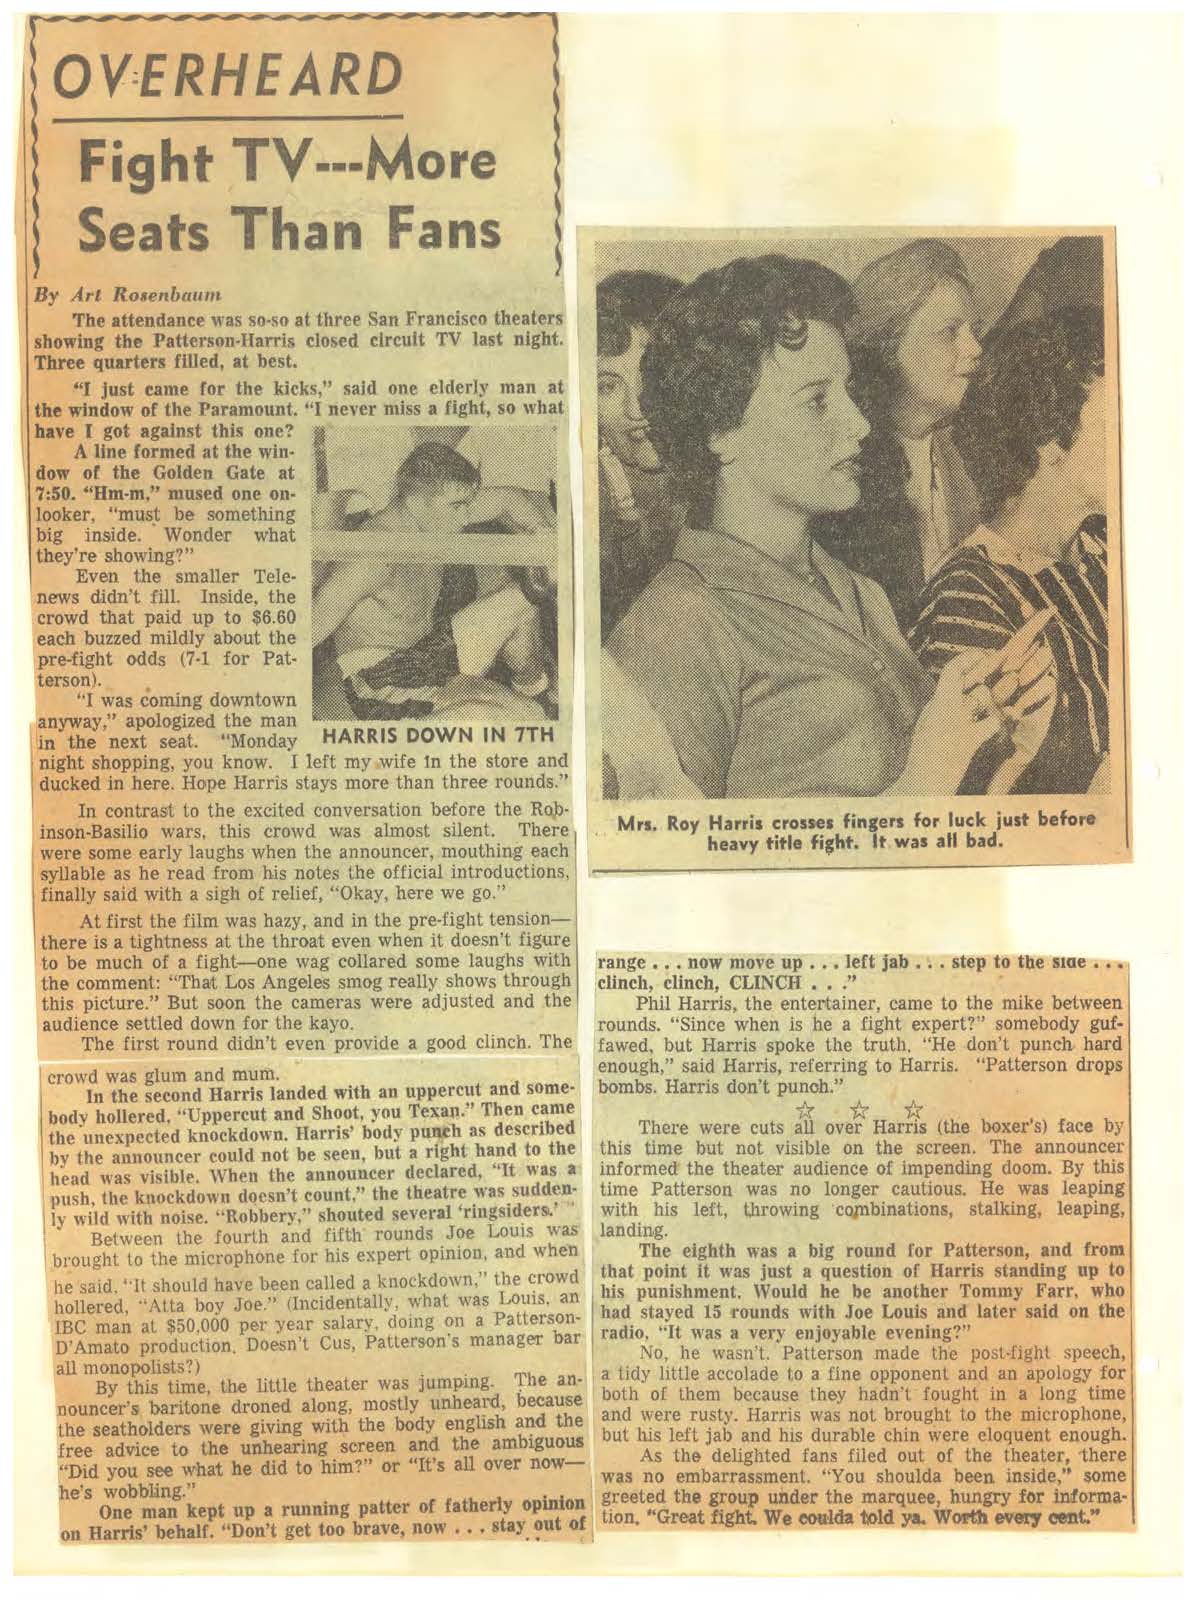 OVERHEARD
Fight TV---More
Seats Than Fans
By Art Rosenbaum
The attendance was so-so at three San Francisco theaters
showing the Patterson-Harris closed circuit TV last night.
Three quarters filled, at best.
"I just came for the kicks," said one elderly man at
the window of the Paramount. "I never miss a fight, so what
have I got against this one?
A line formed at the win-
dow of the Golden Gate at
7:50. "Hm-m," mused one on-
looker, "must be something
big inside. Wonder what
they're showing?"
Even the smaller Tele-
news didn't fill. Inside, the
crowd that paid up to $6.60
each buzzed mildly about the
pre-fight odds (7-1 for Pat-
terson).
"I was coming downtown
anyway," apologized the man
in the next seat. "Monday
night shopping, you know. I left my wife in the store and
ducked in here. Hope Harris stays more than three rounds."
HARRIS DOWN IN 7TH
In contrast to the excited conversation before the Rob-
inson-Basilio wars, this crowd was almost silent. There
were some early laughs when the announcer, mouthing each
syllable as he read from his notes the official introductions,
finally said with a sigh of relief, "Okay, here we go."
At first the film was hazy, and in the pre-fight tension—
there is a tightness at the throat even when it doesn't figure
to be much of a fight—one wag collared some laughs with
the comment: "That Los Angeles smog really shows through
this picture." But soon the cameras were adjusted and the
audience settled down for the kayo.
The first round didn't even provide a good clinch. The
crowd was glum and mum.
In the second Harris landed with an uppercut and some-
body hollered, "Uppercut and Shoot, you Texan." Then came
the unexpected knockdown. Harris' body punch as described
by the announcer could not be seen, but a right hand to the
head was visible. When the announcer declared, "It was a
push, the knockdown doesn't count," the theatre was sudden-
ly wild with noise. "Robbery," shouted several 'ringsiders.'
Between the fourth and fifth rounds Joe Louis was
brought to the microphone for his expert opinion, and when
he said, "It should have been called a knockdown," the crowd
hollered, "Atta boy Joe." (Incidentally, what was Louis, an
IBC man at $50,000 per year salary, doing on a Patterson-
D'Amato production. Doesn't Cus, Patterson's manager bar
all monopolists?)
By this time, the little theater was jumping. The an-
nouncer's baritone droned along, mostly unheard, because
the seatholders were giving with the body english and the
free advice to the unhearing screen and the ambiguous
"Did you see what he did to him?" or "It's all over now—
he's wobbling."
One man kept up a running patter of fatherly opinion
on Harris' behalf. "Don't get too brave, now . . . stay out of
Mrs. Roy Harris crosses fingers for luck just before
heavy title fight. It was all bad.
range . . . now move up . . . left jab . . . step to the side . . .
clinch, clinch, CLINCH . . ."
Phil Harris, the entertainer, came to the mike between
rounds. "Since when is he a fight expert?" somebody guf-
fawed, but Harris spoke the truth. "He don't punch hard
enough," said Harris, referring to Harris. "Patterson drops
bombs. Harris don't punch."
☆ ☆ ☆
There were cuts all over Harris (the boxer's) face by
this time but not visible on the screen. The announcer
informed the theater audience of impending doom. By this
time Patterson was no longer cautious. He was leaping
with his left, throwing combinations, stalking, leaping,
landing.
The eighth was a big round for Patterson, and from
that point it was just a question of Harris standing up to
his punishment. Would he be another Tommy Farr, who
had stayed 15 rounds with Joe Louis and later said on the
radio, "It was a very enjoyable evening?"
No, he wasn't. Patterson made the post-fight speech,
a tidy little accolade to a fine opponent and an apology for
both of them because they hadn't fought in a long time
and were rusty. Harris was not brought to the microphone,
but his left jab and his durable chin were eloquent enough.
As the delighted fans filed out of the theater, there
was no embarrassment. "You shoulda been inside," some
greeted the group under the marquee, hungry for informa-
tion. "Great fight. We coulda told ya. Worth every cent."